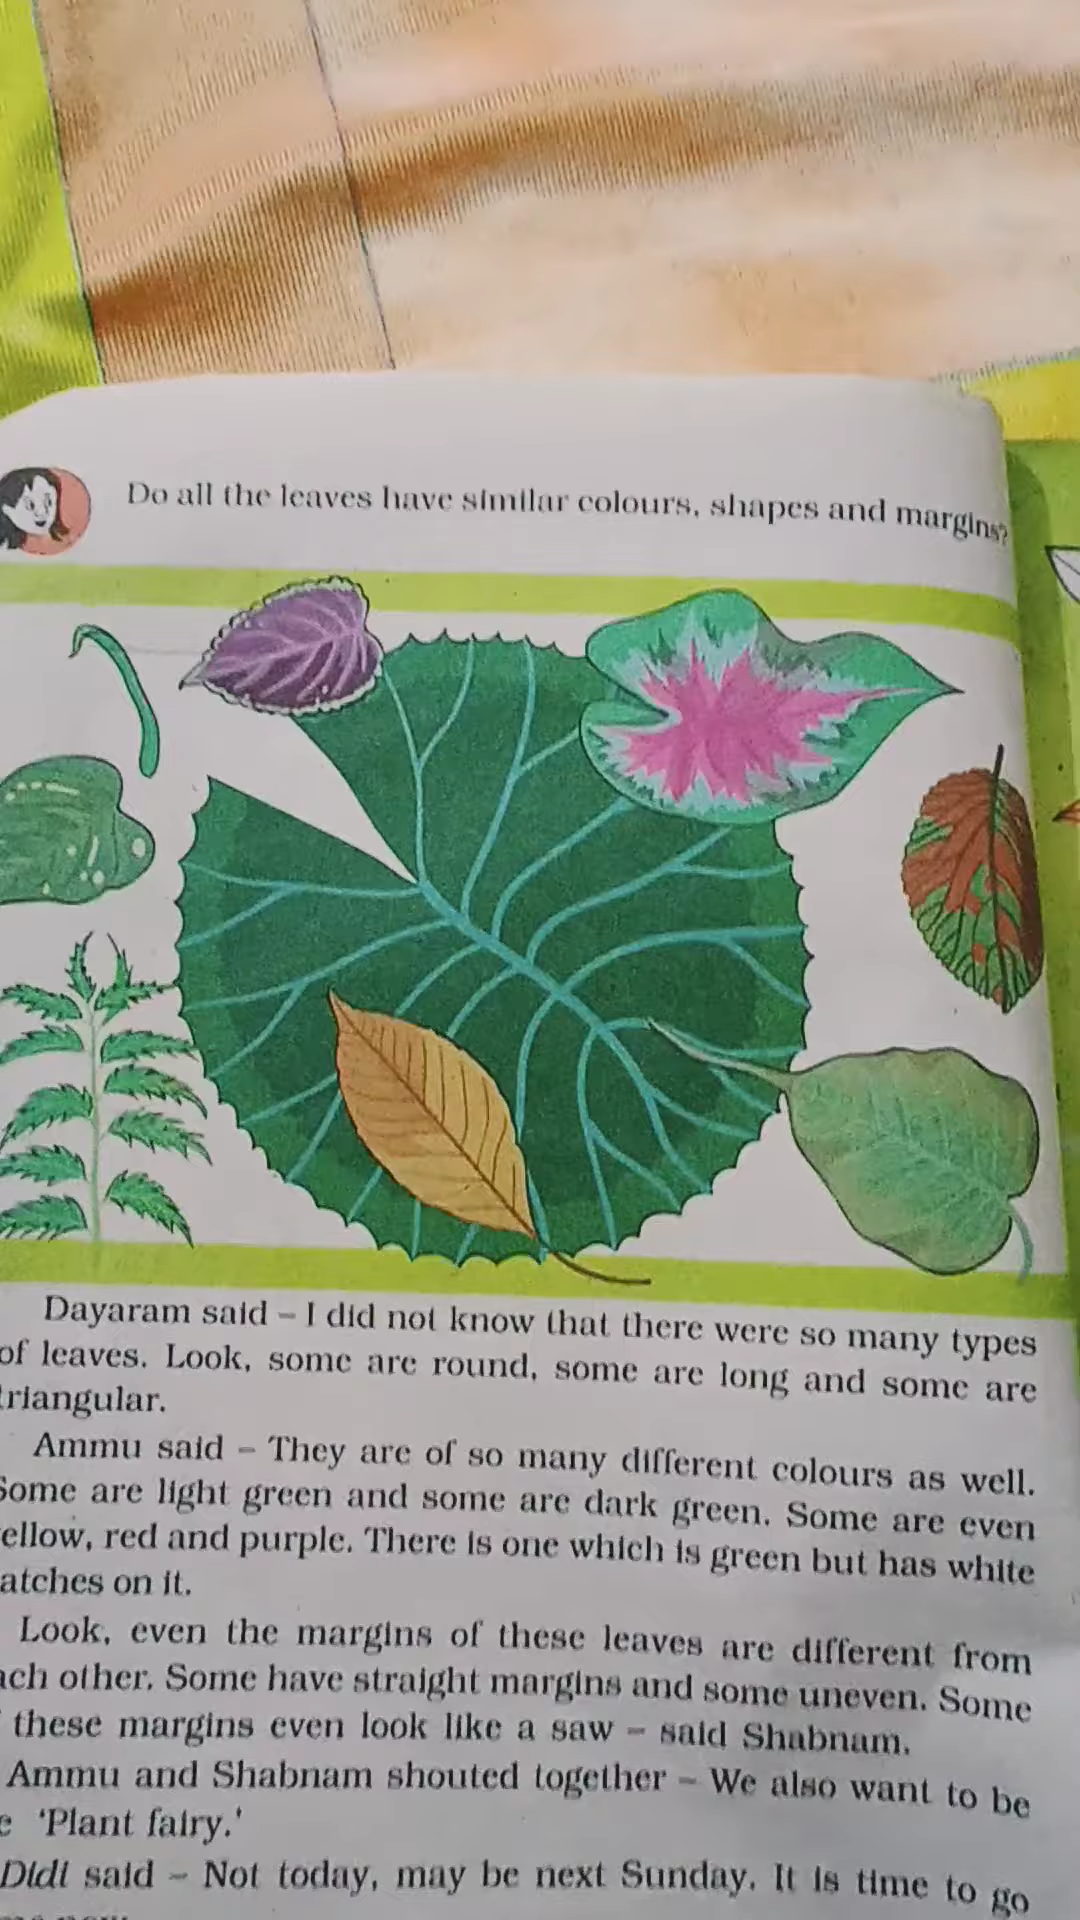 Do all the leaves have similar colours, shapes and margins?
Dayaram said – I did not know that there were so many types
of leaves. Look, some are round, some are long and some are
triangular.
Ammu said – They are of so many different colours as well.
Some are light green and some are dark green. Some are even
ellow, red and purple. There is one which is green but has white
atches on it.
Look, even the margins of these leaves are different from
ach other. Some have straight margins and some uneven. Some
these margins even look like a saw – said Shabnam.
Ammu and Shabnam shouted together – We also want to be
e 'Plant fairy.'
Didi said – Not today, may be next Sunday. It is time to go